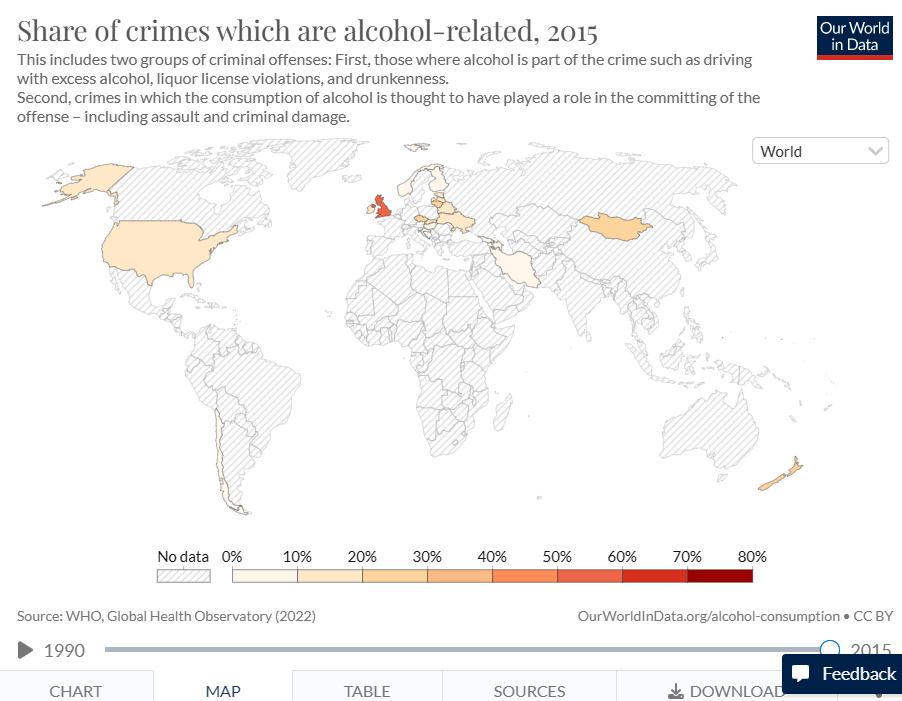 Share of crimes which are alcohol-related, 2015
Our World
in Data
This includes two groups of criminal offenses: First, those where alcohol is part of the crime such as driving
with excess alcohol, liquor license violations, and drunkenness.
Second, crimes in which the consumption of alcohol is thought to have played a role in the committing of the
offense – including assault and criminal damage.
World
No data 0% 10% 20% 30% 40% 50% 60% 70% 80%
Source: WHO, Global Health Observatory (2022) OurWorldInData.org/alcohol-consumption • CC BY
1990 2015
Feedback
CHART MAP TABLE SOURCES DOWNLOAD